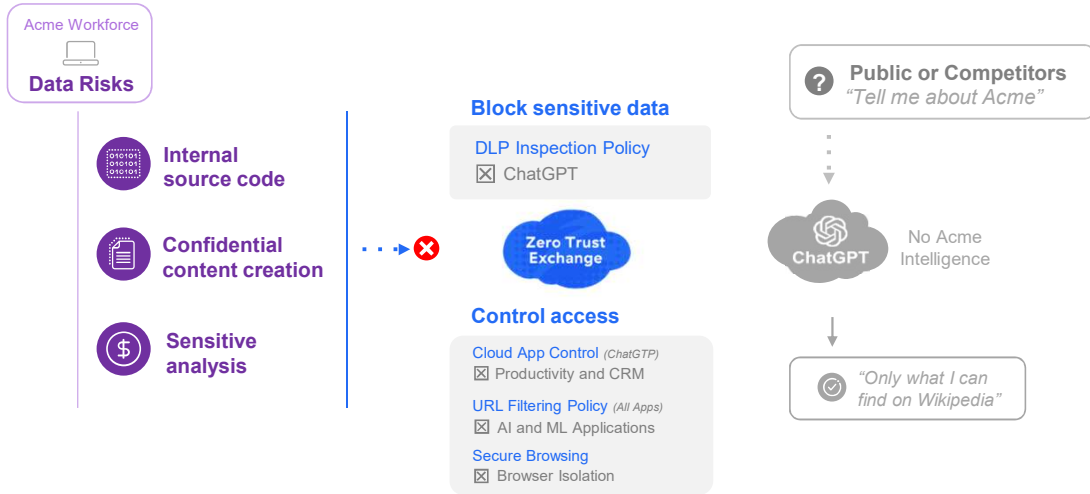 Acme Workforce
Data Risks
Internal
source code
Confidential
content creation
Sensitive
analysis
Block sensitive data
DLP Inspection Policy
ChatGPT
Zero Trust
Exchange
Control access
Cloud App Control (ChatGTP)
Productivity and CRM
URL Filtering Policy (All Apps)
AI and ML Applications
Secure Browsing
Browser Isolation
?
Public or Competitors
“Tell me about Acme”
ChatGPT
No Acme
Intelligence
“Only what I can
find on Wikipedia”
010101
010101
010101
$